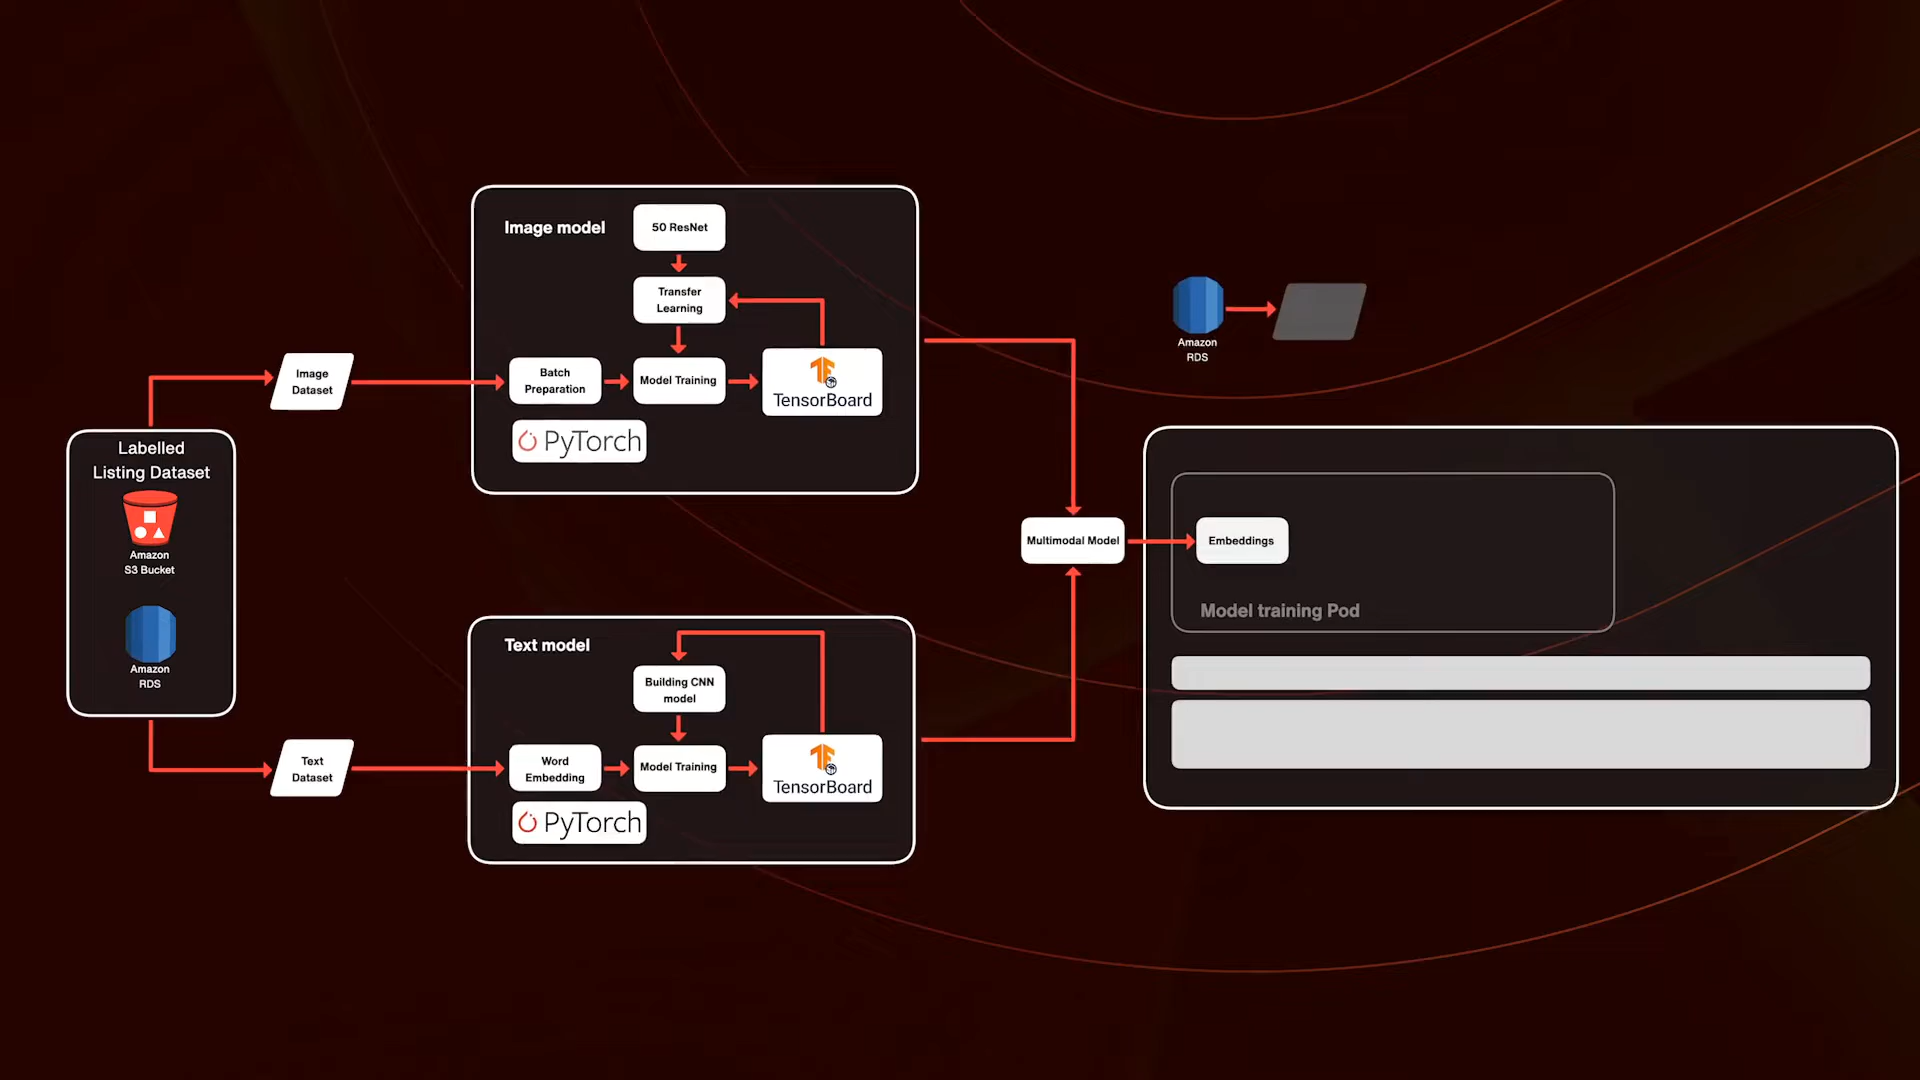 Labelled
Listing Dataset
Amazon
S3 Bucket
Amazon
RDS
Image
Dataset
Text
Dataset
Image model
50 ResNet
Transfer
Learning
Batch
Preparation
Model Training
TensorBoard
PyTorch
Text model
Building CNN
model
Word
Embedding
Model Training
TensorBoard
PyTorch
Multimodal Model
Amazon
RDS
Embeddings
Model training Pod